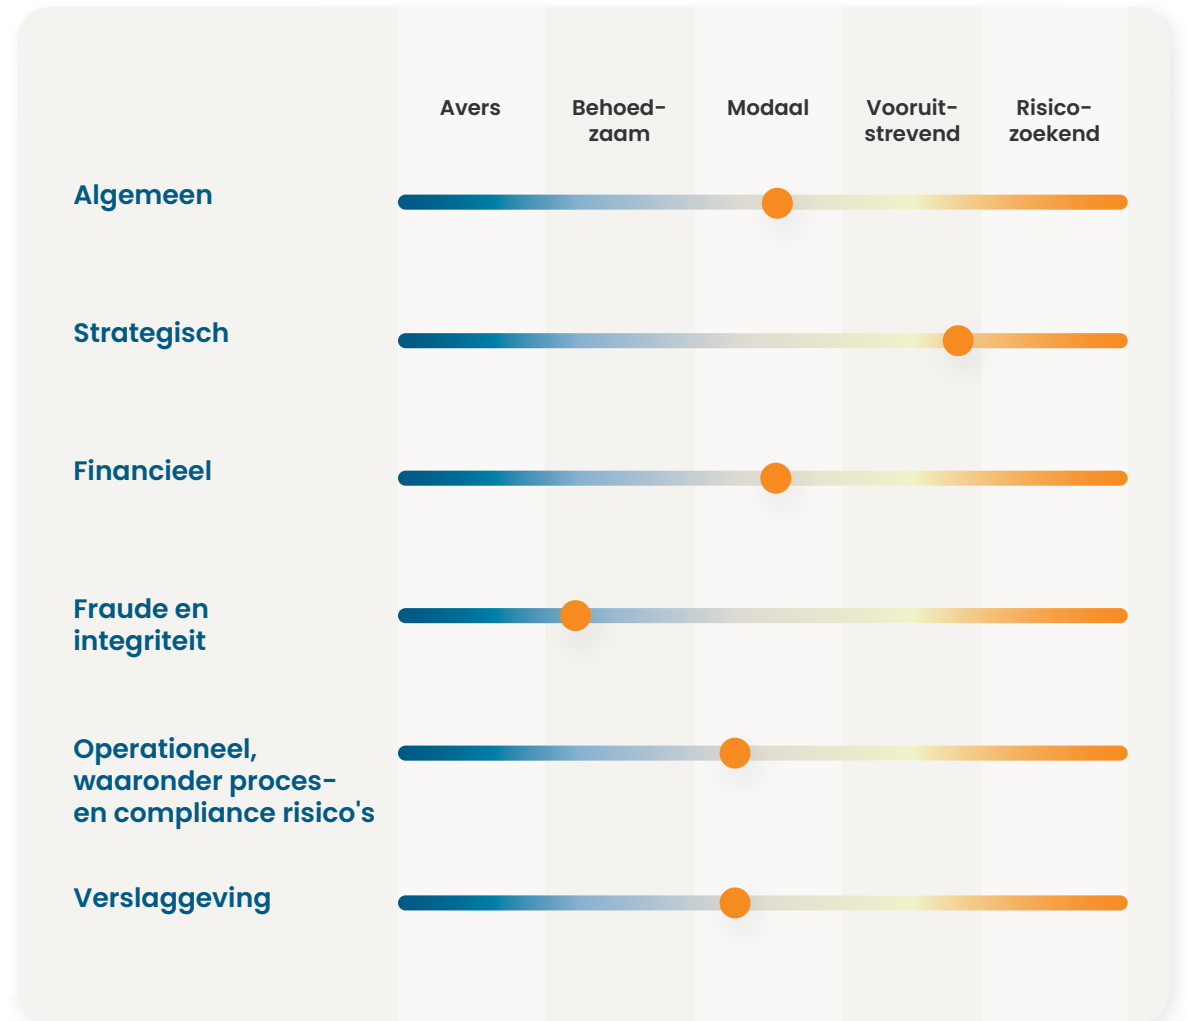 Avers
Behoed-
zaam
Modaal
Vooruit-
strevend
Risico-
zoekend
Algemeen
Strategisch
Financieel
Fraude en
integriteit
Operationeel,
waaronder proces-
en compliance risico's
Verslaggeving